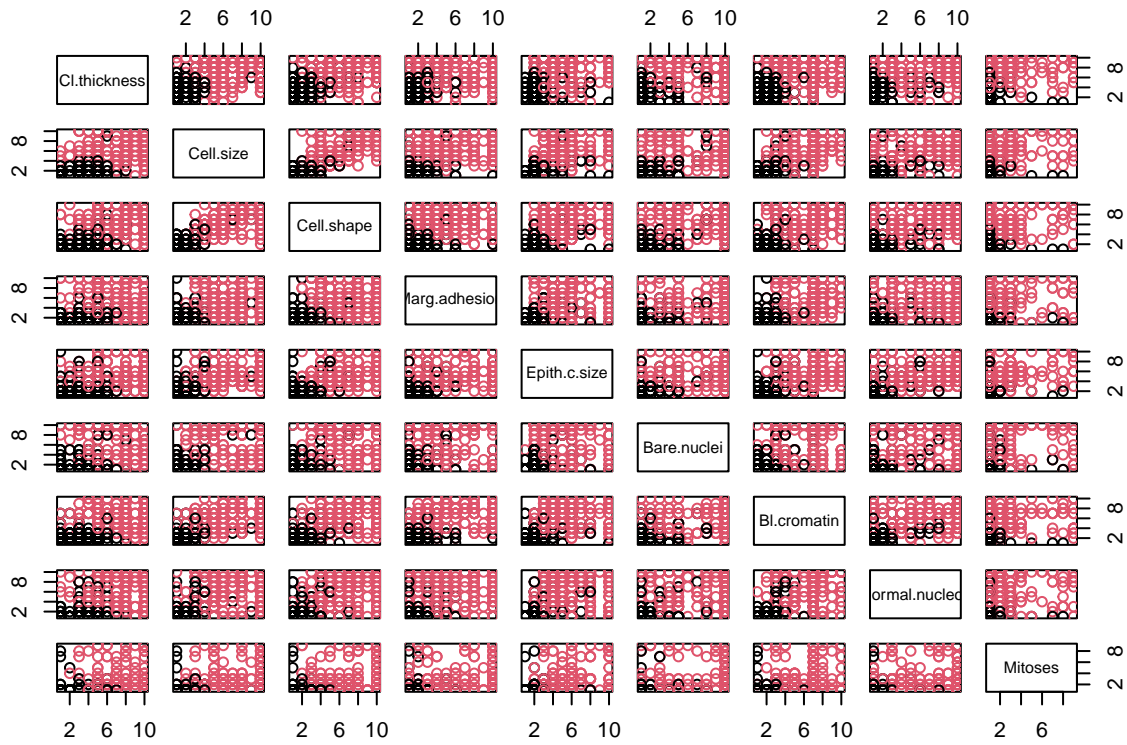 2 6 10 2 6 10 2 6 10 2 6 10
Cl.thickness
2 8
2 8
Cell.size
Cell.shape
2 8
2 8
Marg.adhesio
Epith.c.size
2 8
2 8
Bare.nuclei
Bl.cromatin
2 8
2 8
ormal.nucleo
Mitoses
2 8
2 6 10 2 6 10 2 6 10 2 6 10 2 6